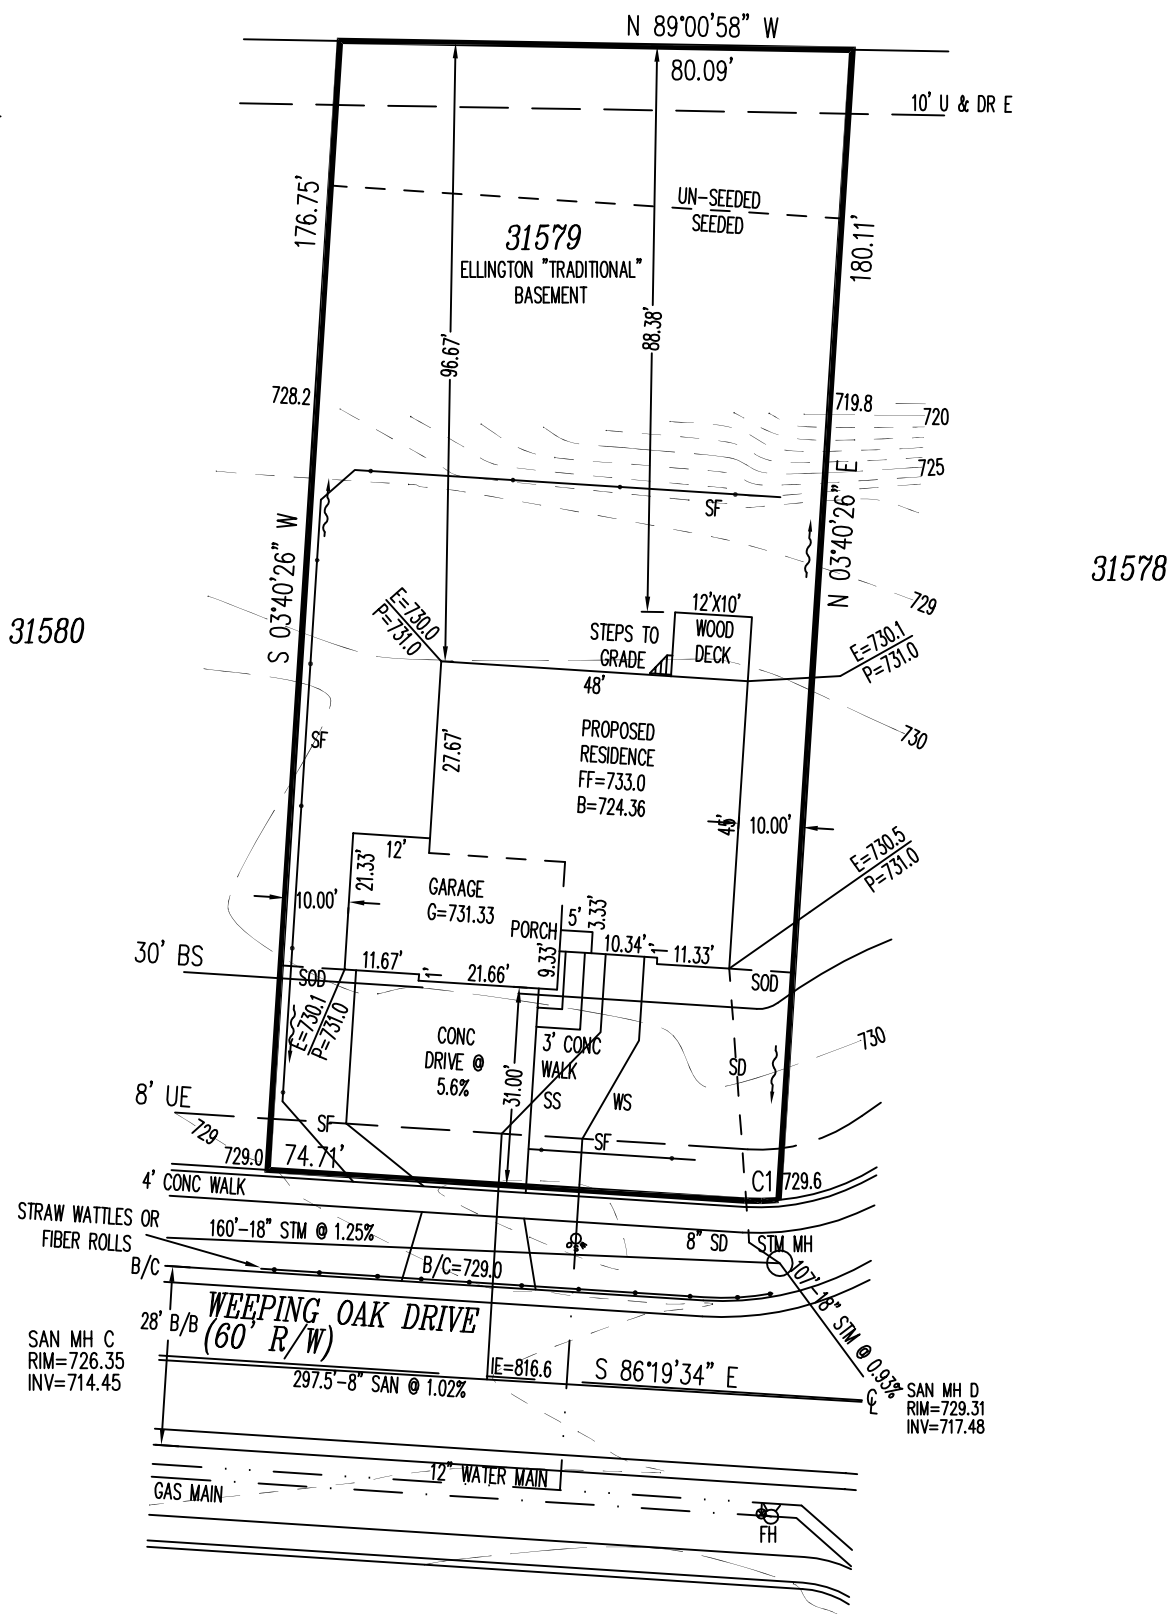 N 89°00'58" W
80.09'
10' U & DR E
176.75'
UN-SEEDED
SEEDED
180.11'
31579
ELLINGTON "TRADITIONAL"
BASEMENT
96.67'
88.38'
728.2
719.8
720
725
SF
S 03°40'26" W
N 03°40'26" E
31578
31580
729
E=730.0
P=731.0
12'X10'
WOOD
DECK
STEPS TO
GRADE
E=730.1
P=731.0
48'
730
SF
27.67'
PROPOSED
RESIDENCE
FF=733.0
B=724.36
45'
10.00'
E=730.5
P=731.0
12'
21.33'
10.00'
GARAGE
G=731.33
PORCH
5'
3.33'
9.33'
10.34'
1'
11.33'
30' BS
11.67'
1'
21.66'
SOD
SOD
E=730.1
P=731.0
CONC
DRIVE @
5.6%
31.00'
3' CONC
WALK
SS
WS
SD
730
8' UE
729
SF
SF
729.0
74.71'
C1
729.6
4' CONC WALK
STRAW WATTLES OR
FIBER ROLLS
160'-18" STM @ 1.25%
8" SD
STM MH
B/C
B/C=729.0
107'-18" STM @ 0.93%
WEEPING OAK DRIVE
(60' R/W)
28' B/B
SAN MH C
RIM=726.35
INV=714.45
IE=816.6
S 86°19'34" E
297.5'-8" SAN @ 1.02%
CL
SAN MH D
RIM=729.31
INV=717.48
12" WATER MAIN
GAS MAIN
FH